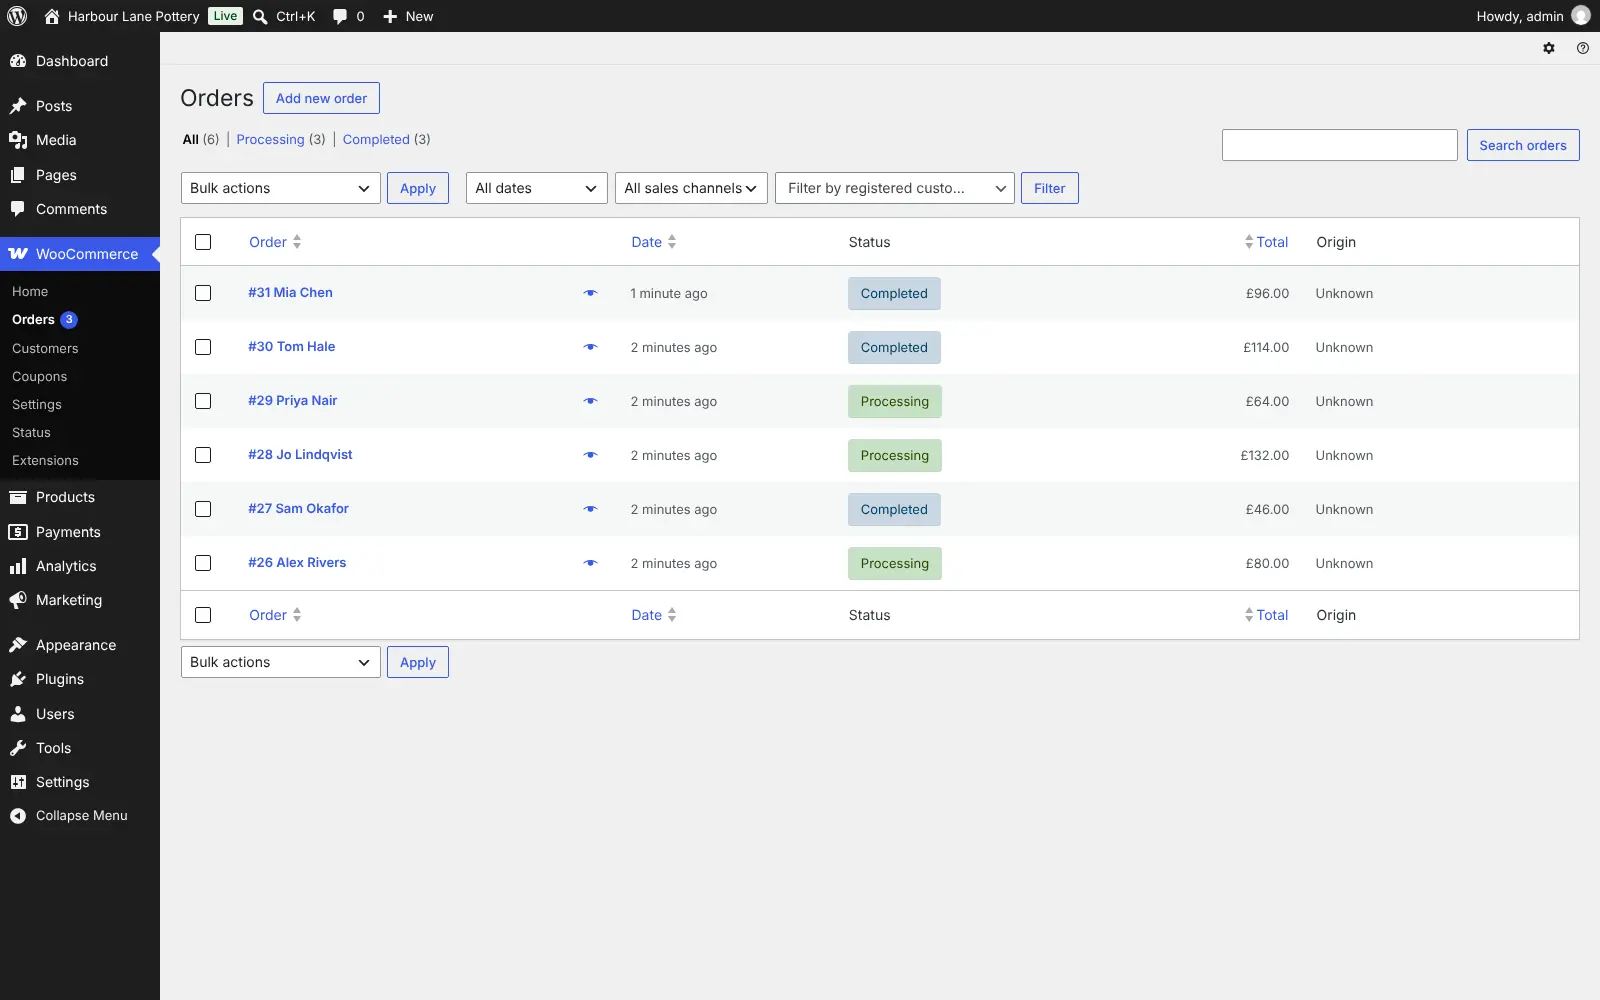 Harbour Lane Pottery Live Ctrl+K 0 New Howdy, admin
Dashboard
Posts
Media
Pages
Comments
WooCommerce
Home
Orders 3
Customers
Coupons
Settings
Status
Extensions
Products
Payments
Analytics
Marketing
Appearance
Plugins
Users
Tools
Settings
Collapse Menu
Orders Add new order
All (6) | Processing (3) | Completed (3)
Search orders
Bulk actions Apply All dates All sales channels Filter by registered custo... Filter
Order Date Status Total Origin
#31 Mia Chen 1 minute ago Completed £96.00 Unknown
#30 Tom Hale 2 minutes ago Completed £114.00 Unknown
#29 Priya Nair 2 minutes ago Processing £64.00 Unknown
#28 Jo Lindqvist 2 minutes ago Processing £132.00 Unknown
#27 Sam Okafor 2 minutes ago Completed £46.00 Unknown
#26 Alex Rivers 2 minutes ago Processing £80.00 Unknown
Order Date Status Total Origin
Bulk actions Apply